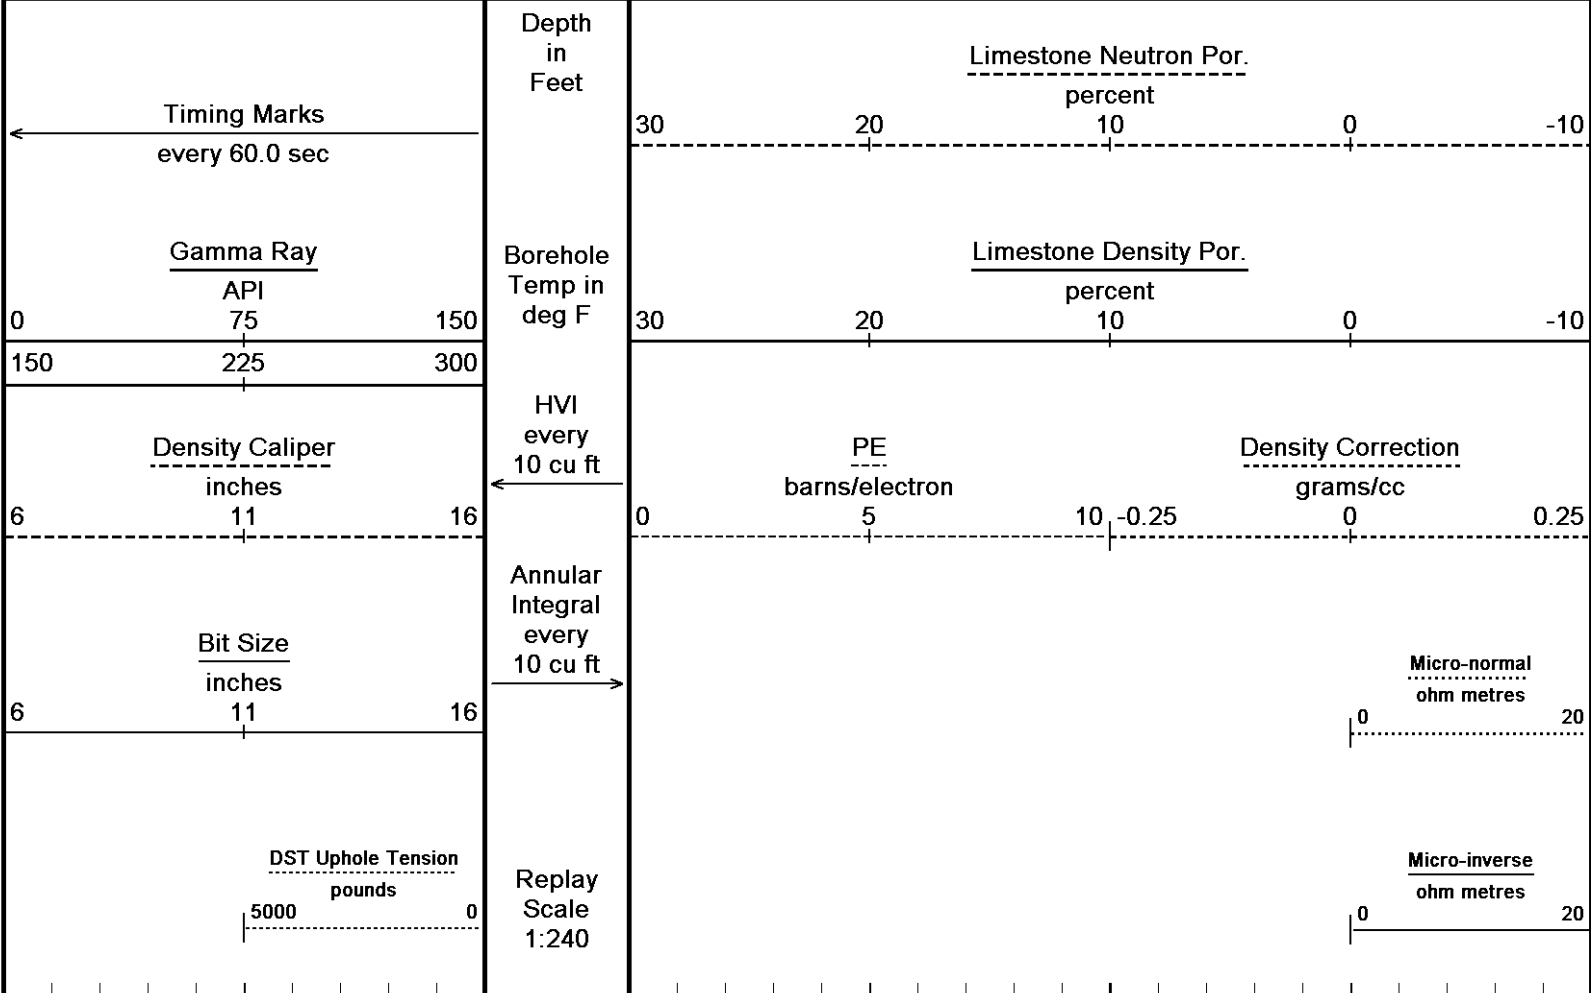 Timing Marks
every 60.0 sec
Gamma Ray
API
0 75 150
150 225 300
Density Caliper
inches
6 11 16
Bit Size
inches
6 11 16
DST Uphole Tension
pounds
5000 0
Depth
in
Feet
Borehole
Temp in
deg F
HVI
every
10 cu ft
Annular
Integral
every
10 cu ft
Replay
Scale
1:240
Limestone Neutron Por.
percent
30 20 10 0 -10
Limestone Density Por.
percent
30 20 10 0 -10
PE
barns/electron
0 5 10
Density Correction
grams/cc
-0.25 0 0.25
Micro-normal
ohm metres
0 20
Micro-inverse
ohm metres
0 20